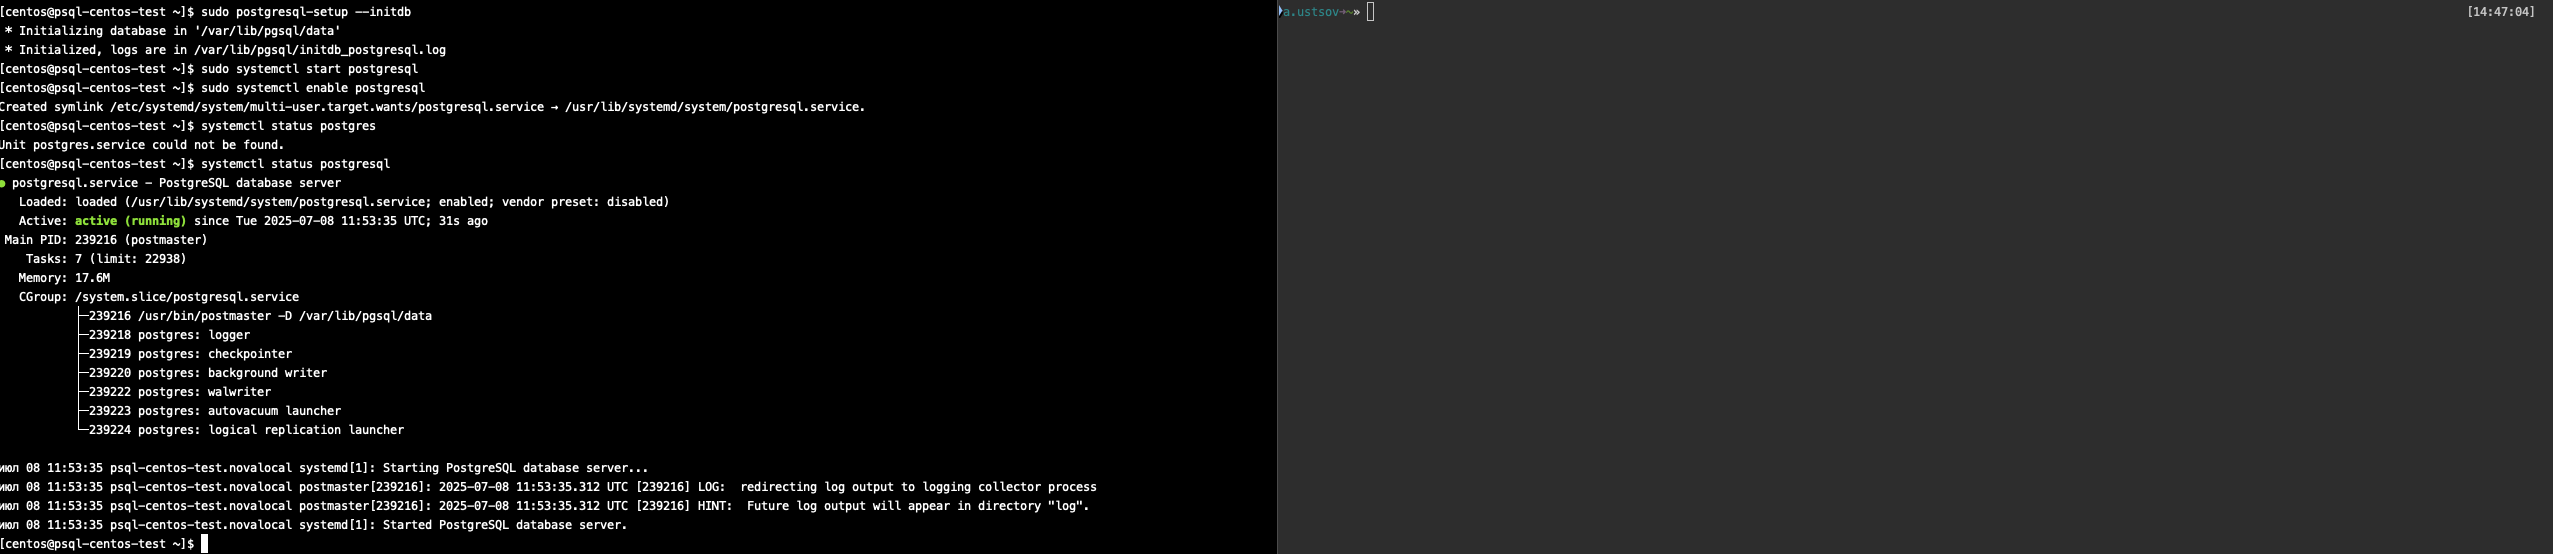 [centos@psql-centos-test ~]$ sudo postgresql-setup --initdb
 * Initializing database in '/var/lib/pgsql/data'
 * Initialized, logs are in /var/lib/pgsql/initdb_postgresql.log
[centos@psql-centos-test ~]$ sudo systemctl start postgresql
[centos@psql-centos-test ~]$ sudo systemctl enable postgresql
Created symlink /etc/systemd/system/multi-user.target.wants/postgresql.service → /usr/lib/systemd/system/postgresql.service.
[centos@psql-centos-test ~]$ systemctl status postgres
Unit postgres.service could not be found.
[centos@psql-centos-test ~]$ systemctl status postgresql
● postgresql.service - PostgreSQL database server
   Loaded: loaded (/usr/lib/systemd/system/postgresql.service; enabled; vendor preset: disabled)
   Active: active (running) since Tue 2025-07-08 11:53:35 UTC; 31s ago
 Main PID: 239216 (postmaster)
    Tasks: 7 (limit: 22938)
   Memory: 17.6M
   CGroup: /system.slice/postgresql.service
           ├─239216 /usr/bin/postmaster -D /var/lib/pgsql/data
           ├─239218 postgres: logger
           ├─239219 postgres: checkpointer
           ├─239220 postgres: background writer
           ├─239222 postgres: walwriter
           ├─239223 postgres: autovacuum launcher
           └─239224 postgres: logical replication launcher

июл 08 11:53:35 psql-centos-test.novalocal systemd[1]: Starting PostgreSQL database server...
июл 08 11:53:35 psql-centos-test.novalocal postmaster[239216]: 2025-07-08 11:53:35.312 UTC [239216] LOG:  redirecting log output to logging collector process
июл 08 11:53:35 psql-centos-test.novalocal postmaster[239216]: 2025-07-08 11:53:35.312 UTC [239216] HINT:  Future log output will appear in directory "log".
июл 08 11:53:35 psql-centos-test.novalocal systemd[1]: Started PostgreSQL database server.
[centos@psql-centos-test ~]$
a.ustsov➜~» [14:47:04]